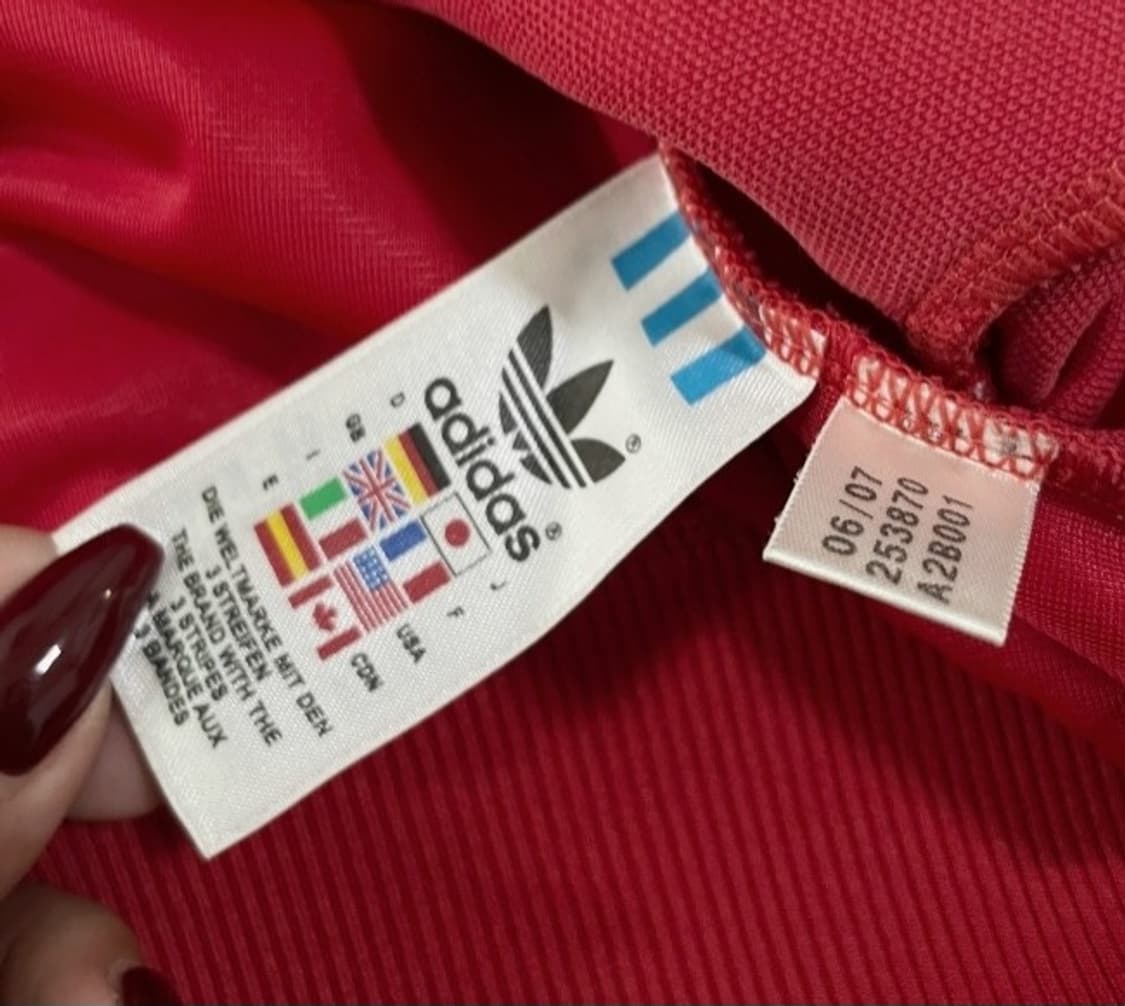 adidas®
®
D
GB
I
E
J
F
USA
CDN
DIE WELTMARKE MIT DEN
3 STREIFEN
THE BRAND WITH THE
3 STRIPES
MARQUE AUX
3 BANDES
06/07
253870
A2B001